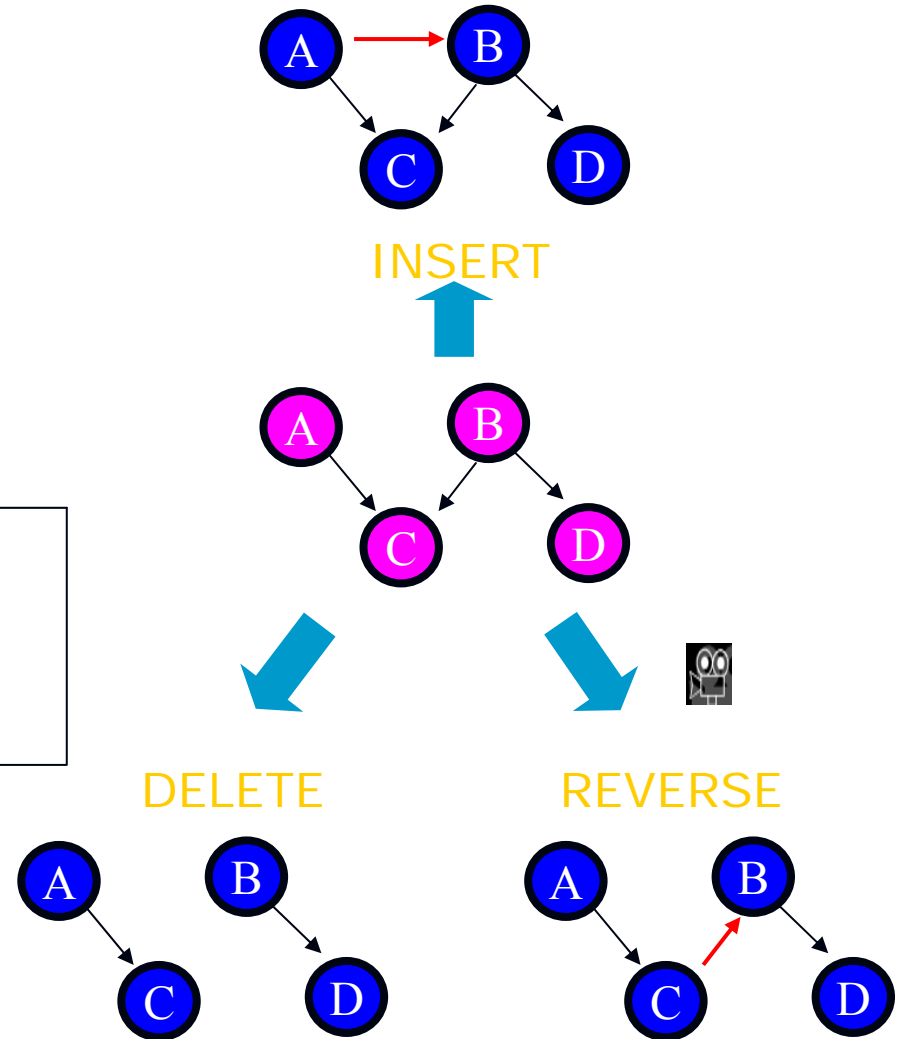 A B
C D
INSERT
A B
C D
DELETE REVERSE
A B A B
C D C D